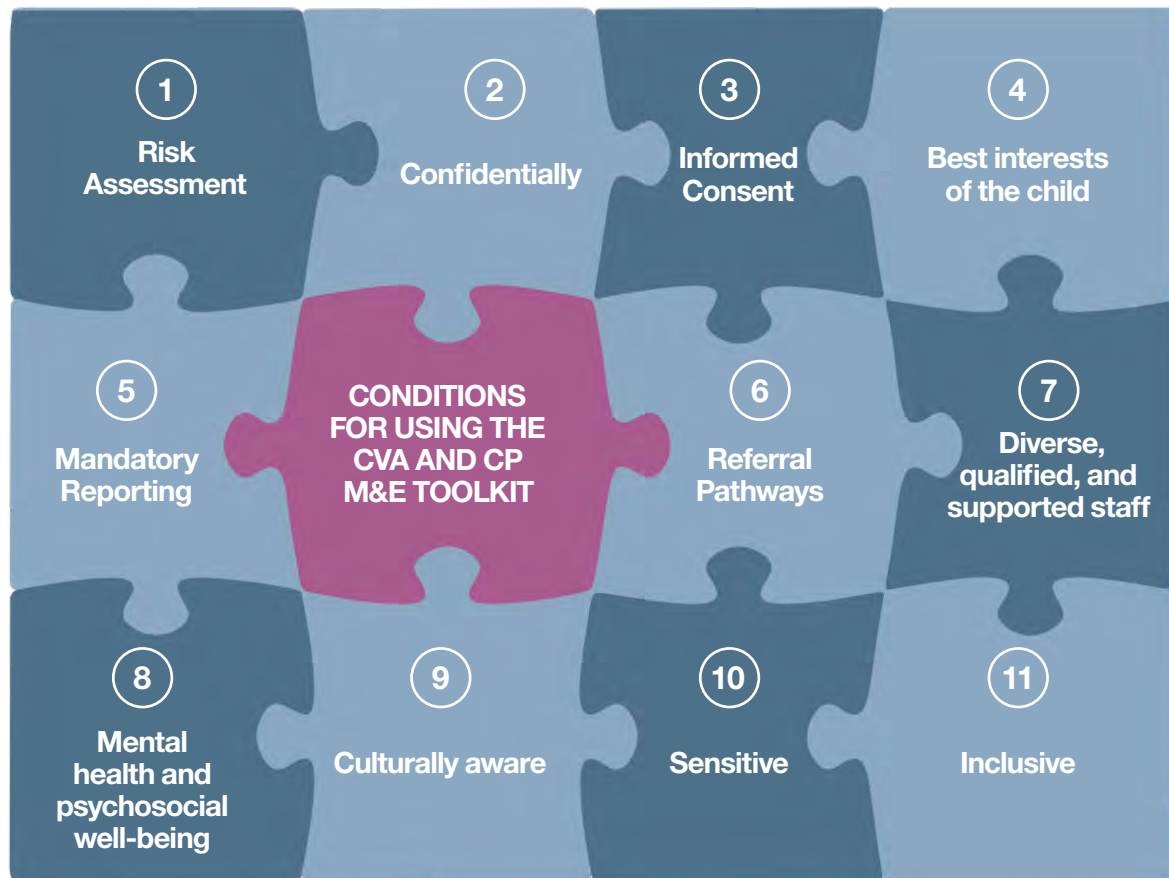 1
Risk
Assessment
2
Confidentially
3
Informed
Consent
4
Best interests
of the child
5
Mandatory
Reporting
CONDITIONS
FOR USING THE
CVA AND CP
M&E TOOLKIT
6
Referral
Pathways
7
Diverse,
qualified, and
supported staff
8
Mental
health and
psychosocial
well-being
9
Culturally aware
10
Sensitive
11
Inclusive